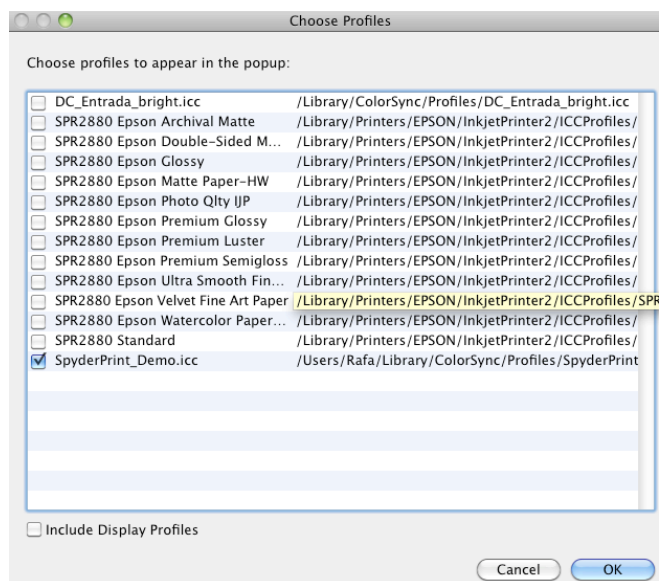 Choose Profiles
Choose profiles to appear in the popup:
DC_Entrada_bright.icc /Library/ColorSync/Profiles/DC_Entrada_bright.icc
SPR2880 Epson Archival Matte /Library/Printers/EPSON/InkjetPrinter2/ICCProfiles/
SPR2880 Epson Double-Sided M... /Library/Printers/EPSON/InkjetPrinter2/ICCProfiles/
SPR2880 Epson Glossy /Library/Printers/EPSON/InkjetPrinter2/ICCProfiles/
SPR2880 Epson Matte Paper-HW /Library/Printers/EPSON/InkjetPrinter2/ICCProfiles/
SPR2880 Epson Photo Qlty IJP /Library/Printers/EPSON/InkjetPrinter2/ICCProfiles/
SPR2880 Epson Premium Glossy /Library/Printers/EPSON/InkjetPrinter2/ICCProfiles/
SPR2880 Epson Premium Luster /Library/Printers/EPSON/InkjetPrinter2/ICCProfiles/
SPR2880 Epson Premium Semigloss /Library/Printers/EPSON/InkjetPrinter2/ICCProfiles/
SPR2880 Epson Ultra Smooth Fin... /Library/Printers/EPSON/InkjetPrinter2/ICCProfiles/
SPR2880 Epson Velvet Fine Art Paper /Library/Printers/EPSON/InkjetPrinter2/ICCProfiles/SPR
SPR2880 Epson Watercolor Paper... /Library/Printers/EPSON/InkjetPrinter2/ICCProfiles/
SPR2880 Standard /Library/Printers/EPSON/InkjetPrinter2/ICCProfiles/
SpyderPrint_Demo.icc /Users/Rafa/Library/ColorSync/Profiles/SpyderPrint
Include Display Profiles
Cancel OK